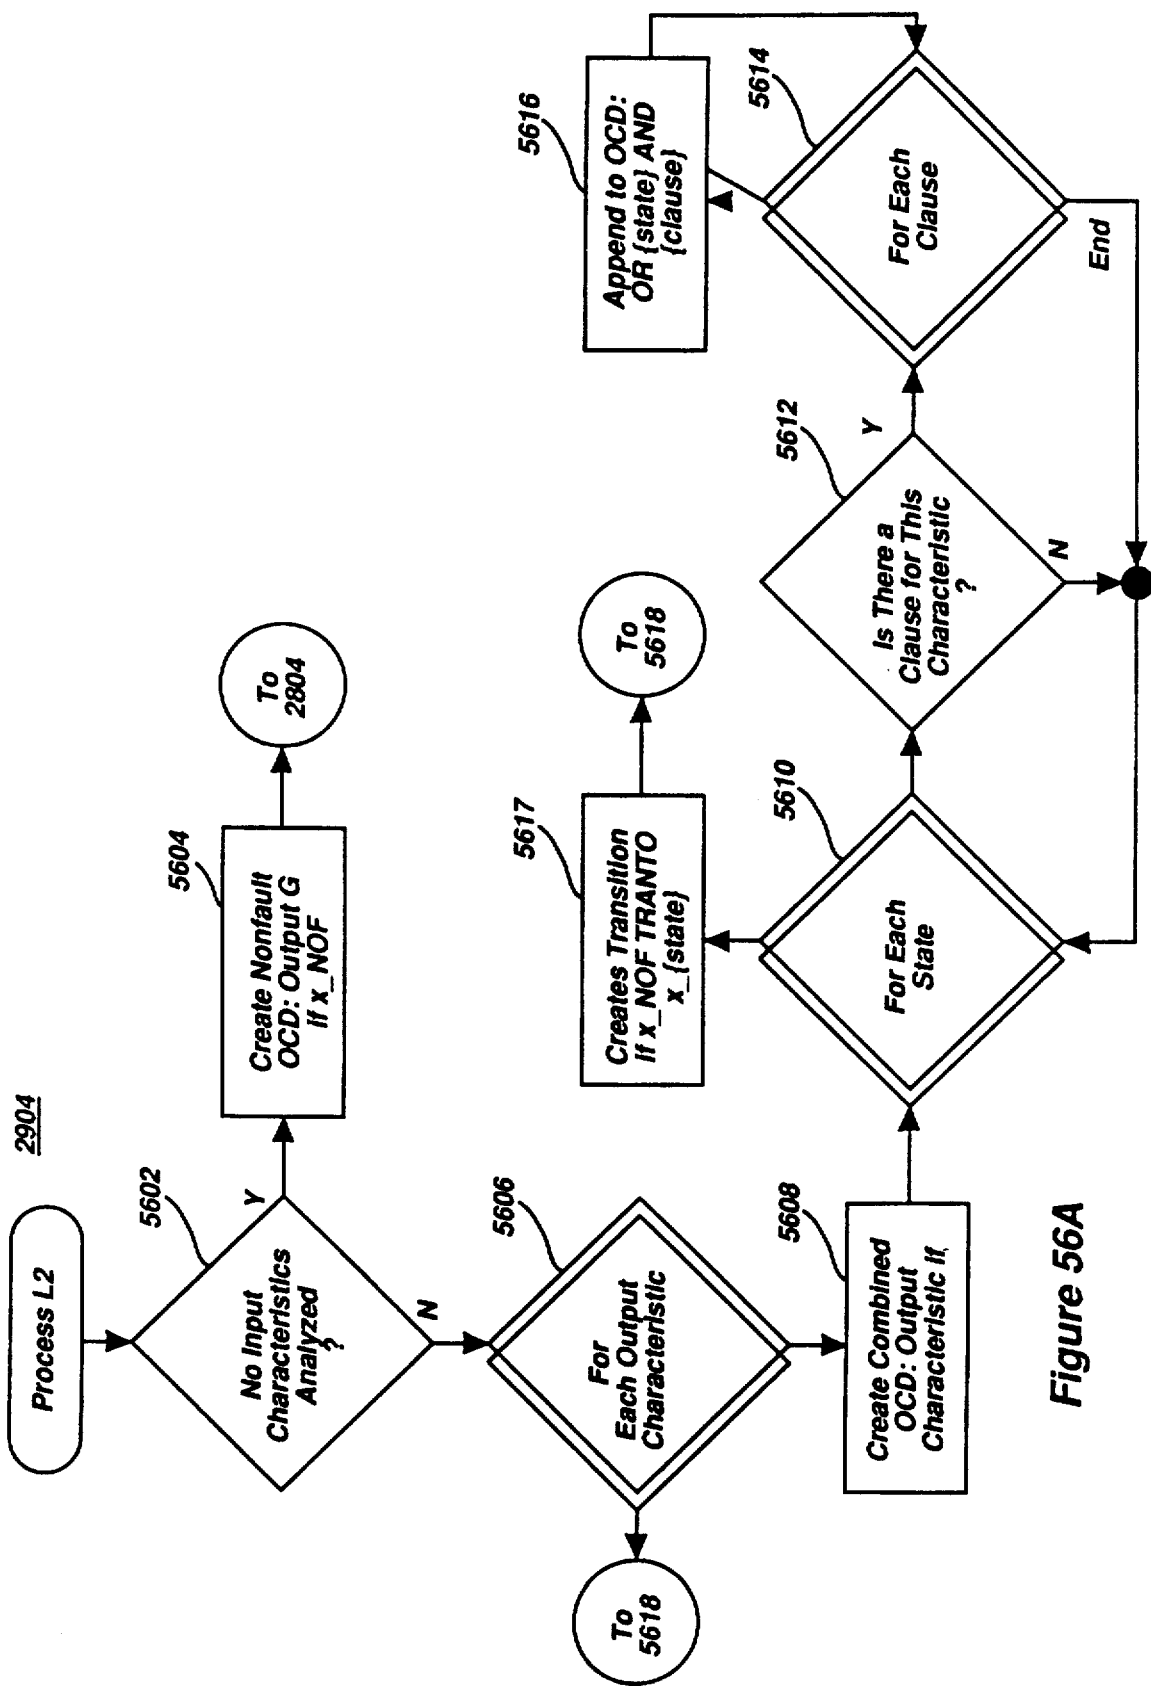 2904
Process L2
5602
No Input
Characteristics
Analyzed
?
Y
N
5604
Create Nonfault
OCD: Output G
If x_NOF
To
2804
5606
For
Each Output
Characteristic
To
5618
5608
Create Combined
OCD: Output
Characteristic If,
5610
For Each
State
5617
Creates Transition
If x_NOF TRANTO
x_{state}
To
5618
5612
Is There a
Clause for This
Characteristic
?
Y
N
5614
For Each
Clause
End
5616
Append to OCD:
OR {state} AND
{clause}
Figure 56A